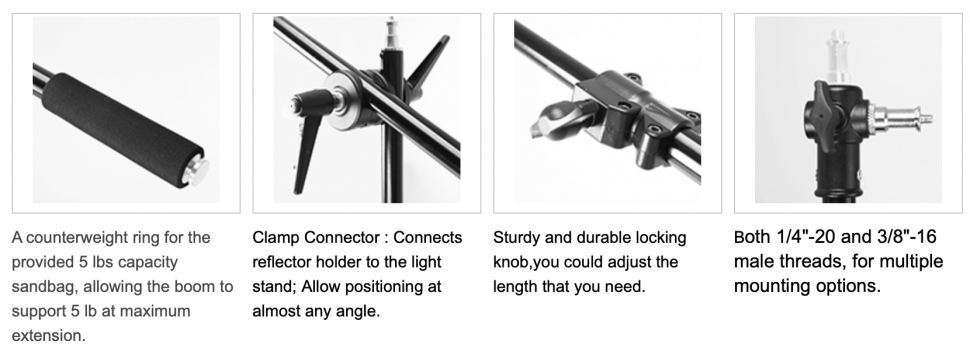 A counterweight ring for the
provided 5 lbs capacity
sandbag, allowing the boom to
support 5 lb at maximum
extension.
Clamp Connector : Connects
reflector holder to the light
stand; Allow positioning at
almost any angle.
Sturdy and durable locking
knob,you could adjust the
length that you need.
Both 1/4"-20 and 3/8"-16
male threads, for multiple
mounting options.